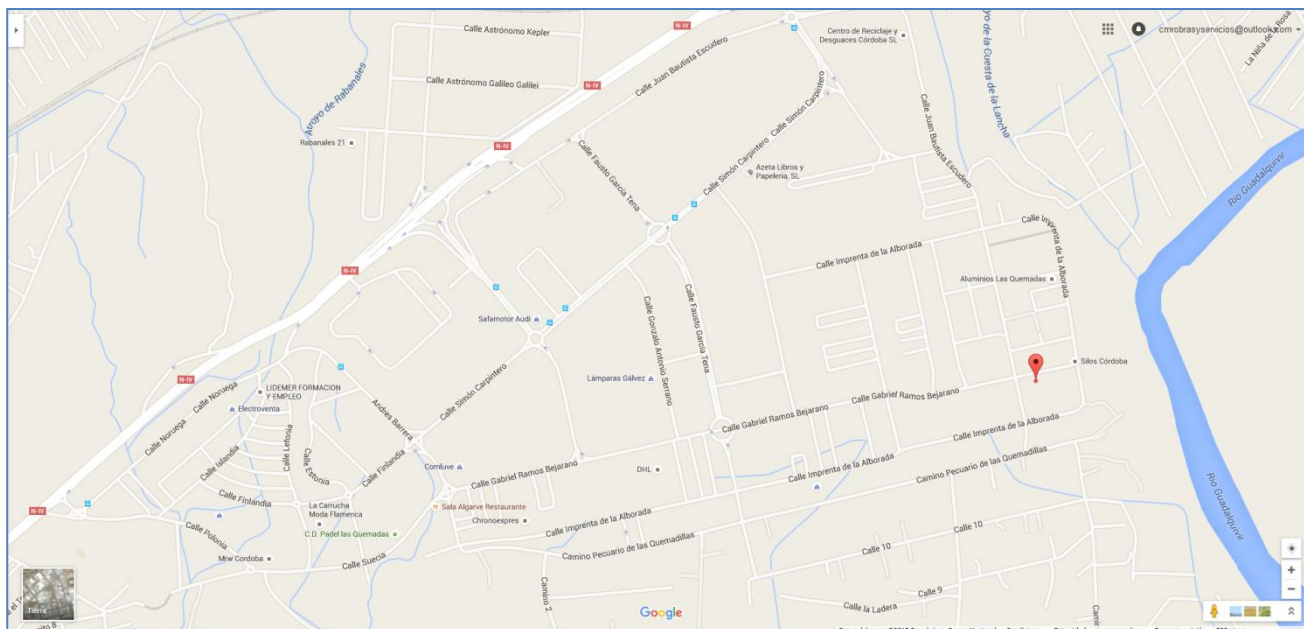 Calle Astrónomo Kepler
Centro de Reciclaje y
Desguaces Córdoba SL
cmrobrasyservicios@outlook.com
La Niña de la Rosa
N-IV
Calle Juan Bautista Escudero
Arroyo de la Cuesta de la Lancha
Arroyo de Rabanales
Calle Astrónomo Galileo Galilei
N-IV
Calle Simón Carpintero
Calle Simón Carpintero
Calle Juan Bautista Escudero
Rabanales 21
N-IV
Calle Fausto García Tena
Azeta Libros y
Papelería, SL
Calle Simón Carpintero
Rio Guadalquivir
Calle Imprenta de la Alborada
Calle Imprenta de la Alborada
N-IV
Aluminios Las Quemadas
Safamotor Audi
Calle Gonzalo Antonio Serrano
Calle Fausto García Tena
Silos Córdoba
N-IV
Lámparas Gálvez
LIDEMER FORMACION
Y EMPLEO
Calle Noruega
Electroventa
Andres Barrera
Calle Simón Carpintero
Calle Gabriel Ramos Bejarano
Calle Gabriel Ramos Bejarano
Calle Noruega
Calle Islandia
Calle Letonia
Calle Estonia
Calle Finlandia
Comluve
DHL
Calle Gabriel Ramos Bejarano
Calle Imprenta de la Alborada
Calle Imprenta de la Alborada
Camino Pecuario de las Quemadillas
N-IV
Calle Finlandia
La Carrucha
Moda Flamenca
Sala Algarve Restaurante
Chronoexpres
C.D. Padel las Quemadas
Calle Polonia
Calle Imprenta de la Alborada
Camino Pecuario de las Quemadillas
Calle 10
Calle 10
Rio Guadalquivir
Mrw Cordoba
Calle Suecia
Camino 2
Calle 9
Calle la Ladera
Tierra
Google